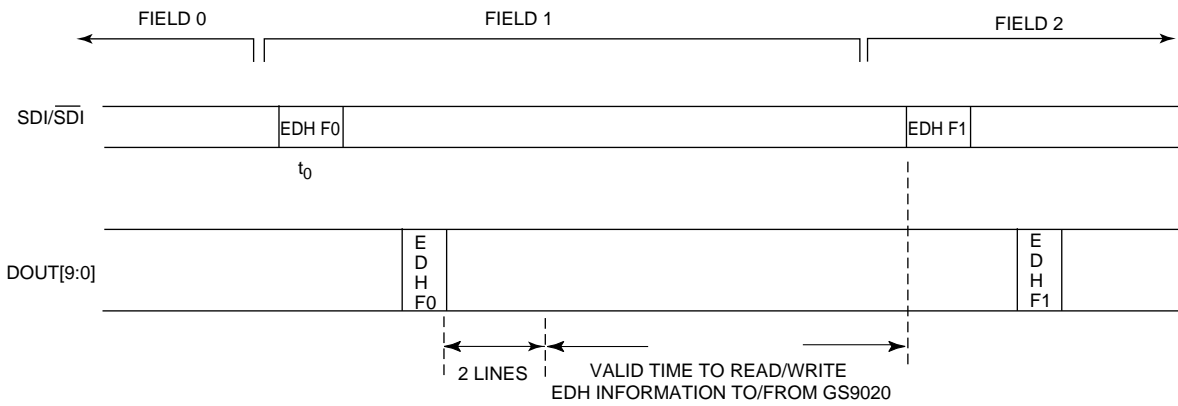 FIELD 0
FIELD 1
FIELD 2
SDI/SDI
EDH F0
EDH F1
t0
DOUT[9:0]
E
D
H
F0
E
D
H
F1
2 LINES
VALID TIME TO READ/WRITE
EDH INFORMATION TO/FROM GS9020